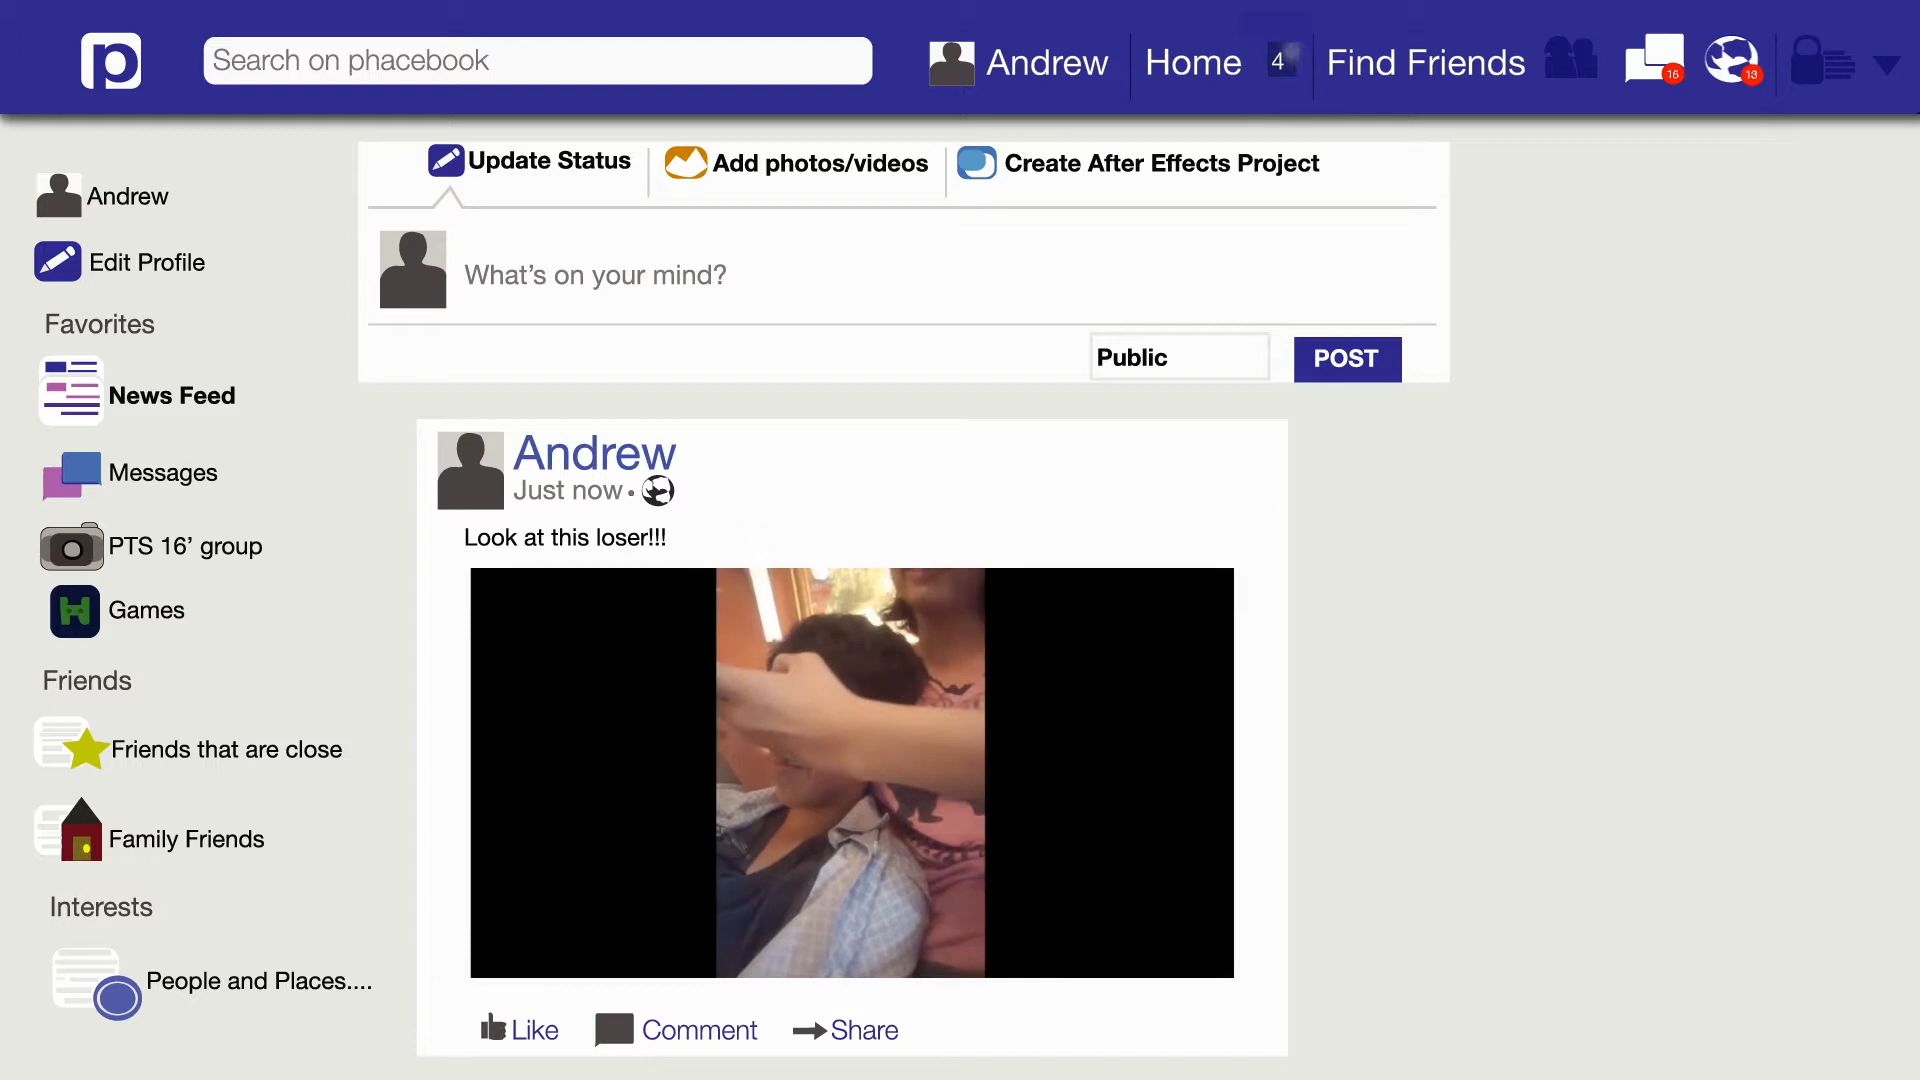 p
Search on phacebook
Andrew
Home
4
Find Friends
16
13
Andrew
Edit Profile
Favorites
News Feed
Messages
PTS 16’ group
Games
Friends
Friends that are close
Family Friends
Interests
People and Places....
Update Status
Add photos/videos
Create After Effects Project
What’s on your mind?
Public
POST
Andrew
Just now •
Look at this loser!!!
Like
Comment
Share